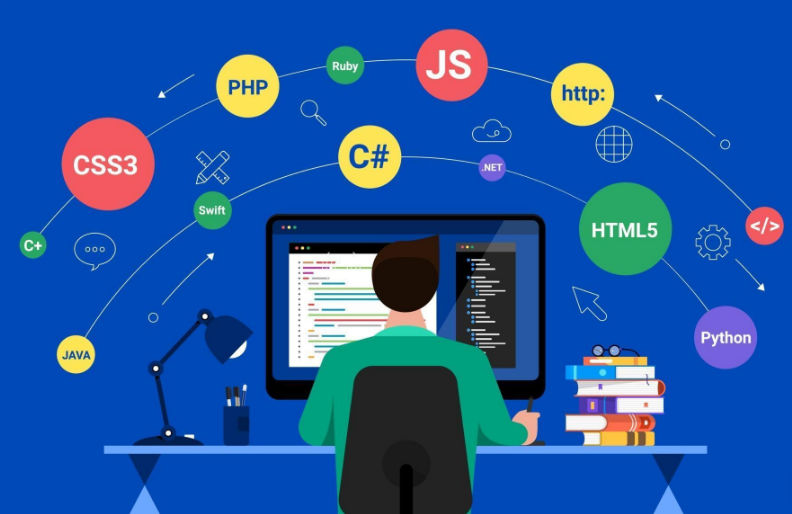 Ruby
JS
PHP
http:
C#
CSS3
.NET
Swift
HTML5
</>
C+
Python
JAVA